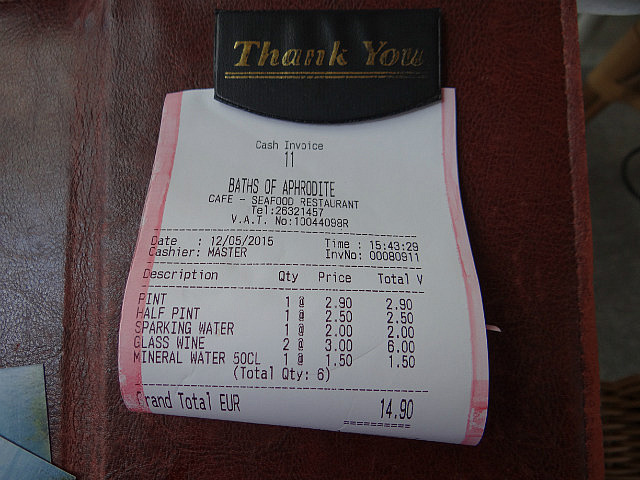 Thank You
Cash Invoice
11
BATHS OF APHRODITE
CAFE - SEAFOOD RESTAURANT
Tel:26321457
V.A.T. No:10044098R
Date : 12/05/2015 Time : 15:43:29
Cashier: MASTER InvNo: 00080911
Description Qty Price Total V
PINT 1 @ 2.90 2.90
HALF PINT 1 @ 2.50 2.50
SPARKING WATER 1 @ 2.00 2.00
GLASS WINE 2 @ 3.00 6.00
MINERAL WATER 50CL 1 @ 1.50 1.50
(Total Qty: 6)
Grand Total EUR 14.90